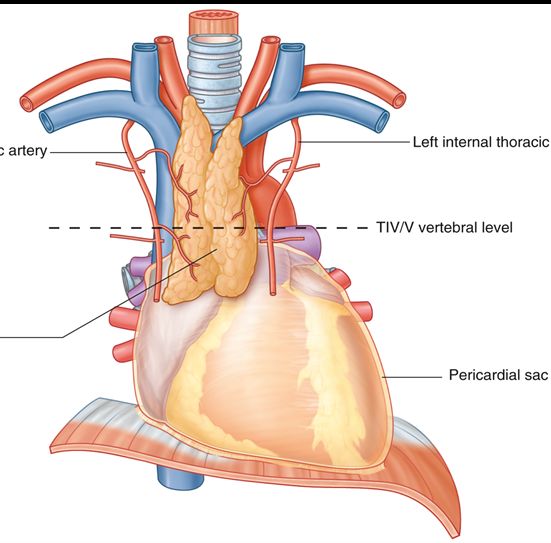 Left internal thoracic
c artery
TIV/V vertebral level
Pericardial sac